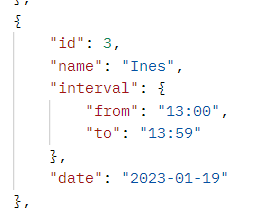 },
{
"id": 3,
"name": "Ines",
"interval": {
"from": "13:00",
"to": "13:59"
},
"date": "2023-01-19"
},